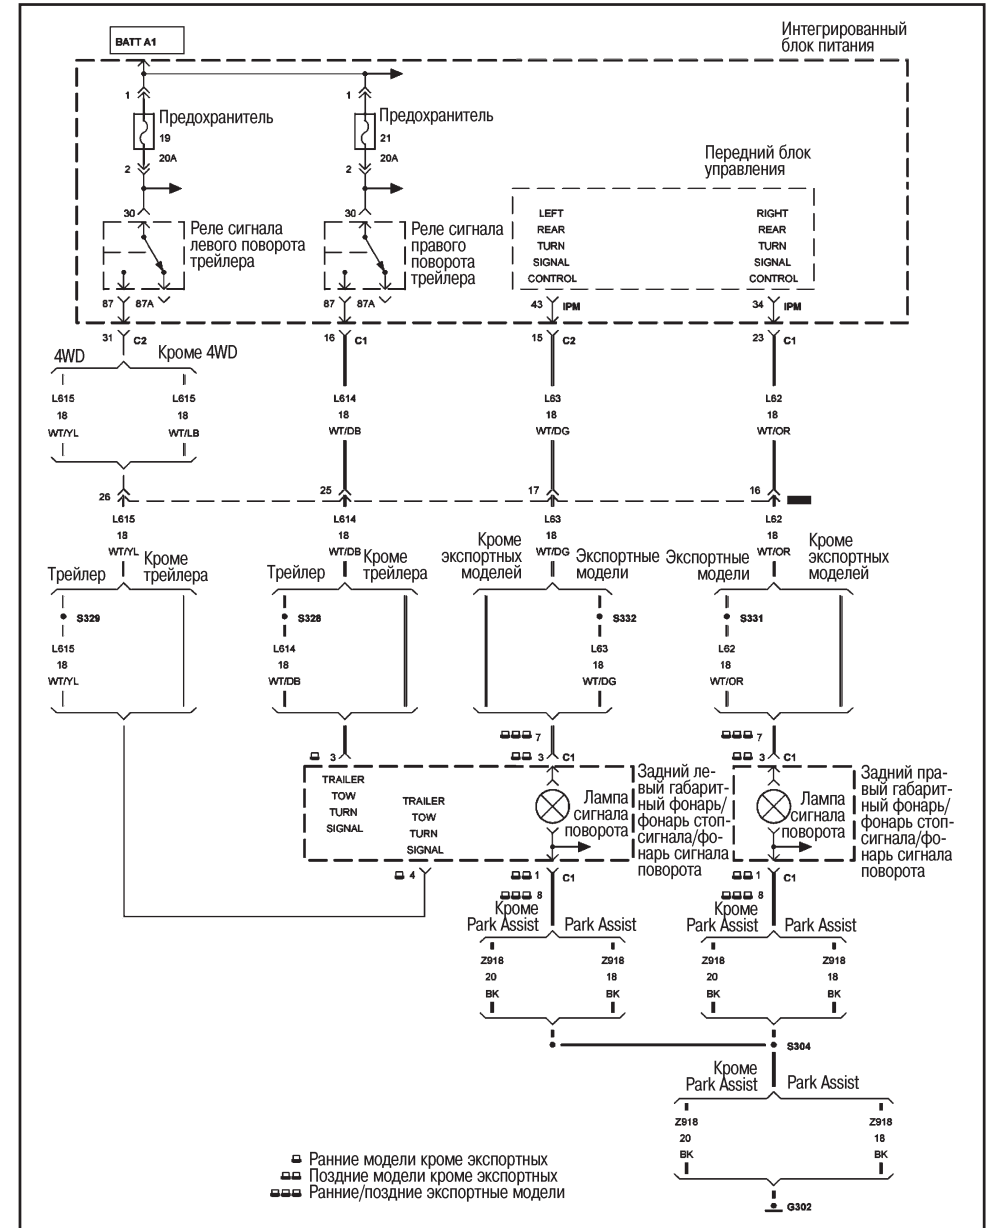 Интегрированный
блок питания
BATT A1
1
1
Предохранитель
19
20A
2
Предохранитель
21
20A
2
Передний блок
управления
30
Реле сигнала
левого поворота
трейлера
30
Реле сигнала
правого
поворота
трейлера
LEFT
REAR
TURN
SIGNAL
CONTROL
RIGHT
REAR
TURN
SIGNAL
CONTROL
87
87A
87
87A
43
IPM
34
IPM
31
C2
16
C1
15
C2
23
C1
4WD
Кроме 4WD
L615
18
WT/YL
L615
18
WT/LB
L614
18
WT/DB
L63
18
WT/DG
L62
18
WT/OR
26
25
17
16
L615
18
WT/YL
L614
18
WT/DB
L63
18
WT/DG
L62
18
WT/OR
Трейлер
Кроме
трейлера
Трейлер
Кроме
трейлера
Кроме
экспортных
моделей
Экспортные
модели
Экспортные
модели
Кроме
экспортных
моделей
S329
S328
S332
S331
L615
18
WT/YL
L614
18
WT/DB
L63
18
WT/DG
L62
18
WT/OR
7
7
3
3
C1
3
C1
TRAILER
TOW
TURN
SIGNAL
TRAILER
TOW
TURN
SIGNAL
Лампа
сигнала
поворота
Задний ле-
вый габарит-
ный фонарь/
фонарь стоп-
сигнала/фо-
нарь сигнала
поворота
Лампа
сигнала
поворота
Задний пра-
вый габарит-
ный фонарь/
фонарь стоп-
сигнала/фо-
нарь сигнала
поворота
4
1
C1
1
C1
8
8
Кроме
Park Assist
Park Assist
Кроме
Park Assist
Park Assist
Z918
20
BK
Z918
18
BK
Z918
20
BK
Z918
18
BK
S304
Кроме
Park Assist
Park Assist
Z918
20
BK
Z918
18
BK
G302
Ранние модели кроме экспортных
Поздние модели кроме экспортных
Ранние/поздние экспортные модели